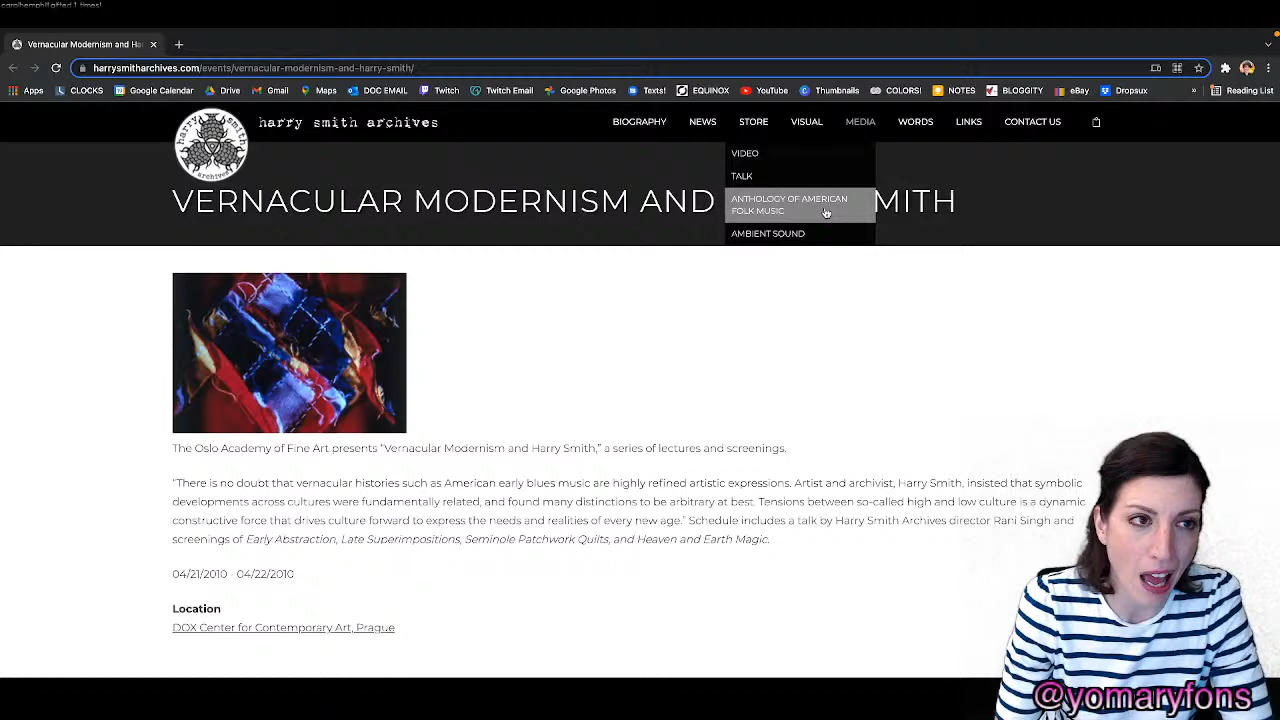 carolhemphill gifted 1 times!
Vernacular Modernism and Ha
harrysmitharchives.com/events/vernacular-modernism-and-harry-smith/
Apps CLOCKS Google Calendar Drive Gmail Maps DOC EMAIL Twitch Twitch Email Google Photos Texts! EQUINOX YouTube Thumbnails COLORS! NOTES BLOGGITY eBay Dropsux » Reading List
harry smith archives
harry smith archives BIOGRAPHY NEWS STORE VISUAL MEDIA WORDS LINKS CONTACT US
VIDEO
TALK
ANTHOLOGY OF AMERICAN
FOLK MUSIC
AMBIENT SOUND
VERNACULAR MODERNISM AND MITH
The Oslo Academy of Fine Art presents “Vernacular Modernism and Harry Smith,” a series of lectures and screenings.
“There is no doubt that vernacular histories such as American early blues music are highly refined artistic expressions. Artist and archivist, Harry Smith, insisted that symbolic
developments across cultures were fundamentally related, and found many distinctions to be arbitrary at best. Tensions between so-called high and low culture is a dynamic
constructive force that drives culture forward to express the needs and realities of every new age.” Schedule includes a talk by Harry Smith Archives director Rani Singh and
screenings of Early Abstraction, Late Superimpositions, Seminole Patchwork Quilts, and Heaven and Earth Magic.
04/21/2010 - 04/22/2010
Location
DOX Center for Contemporary Art, Prague
@yomaryfons